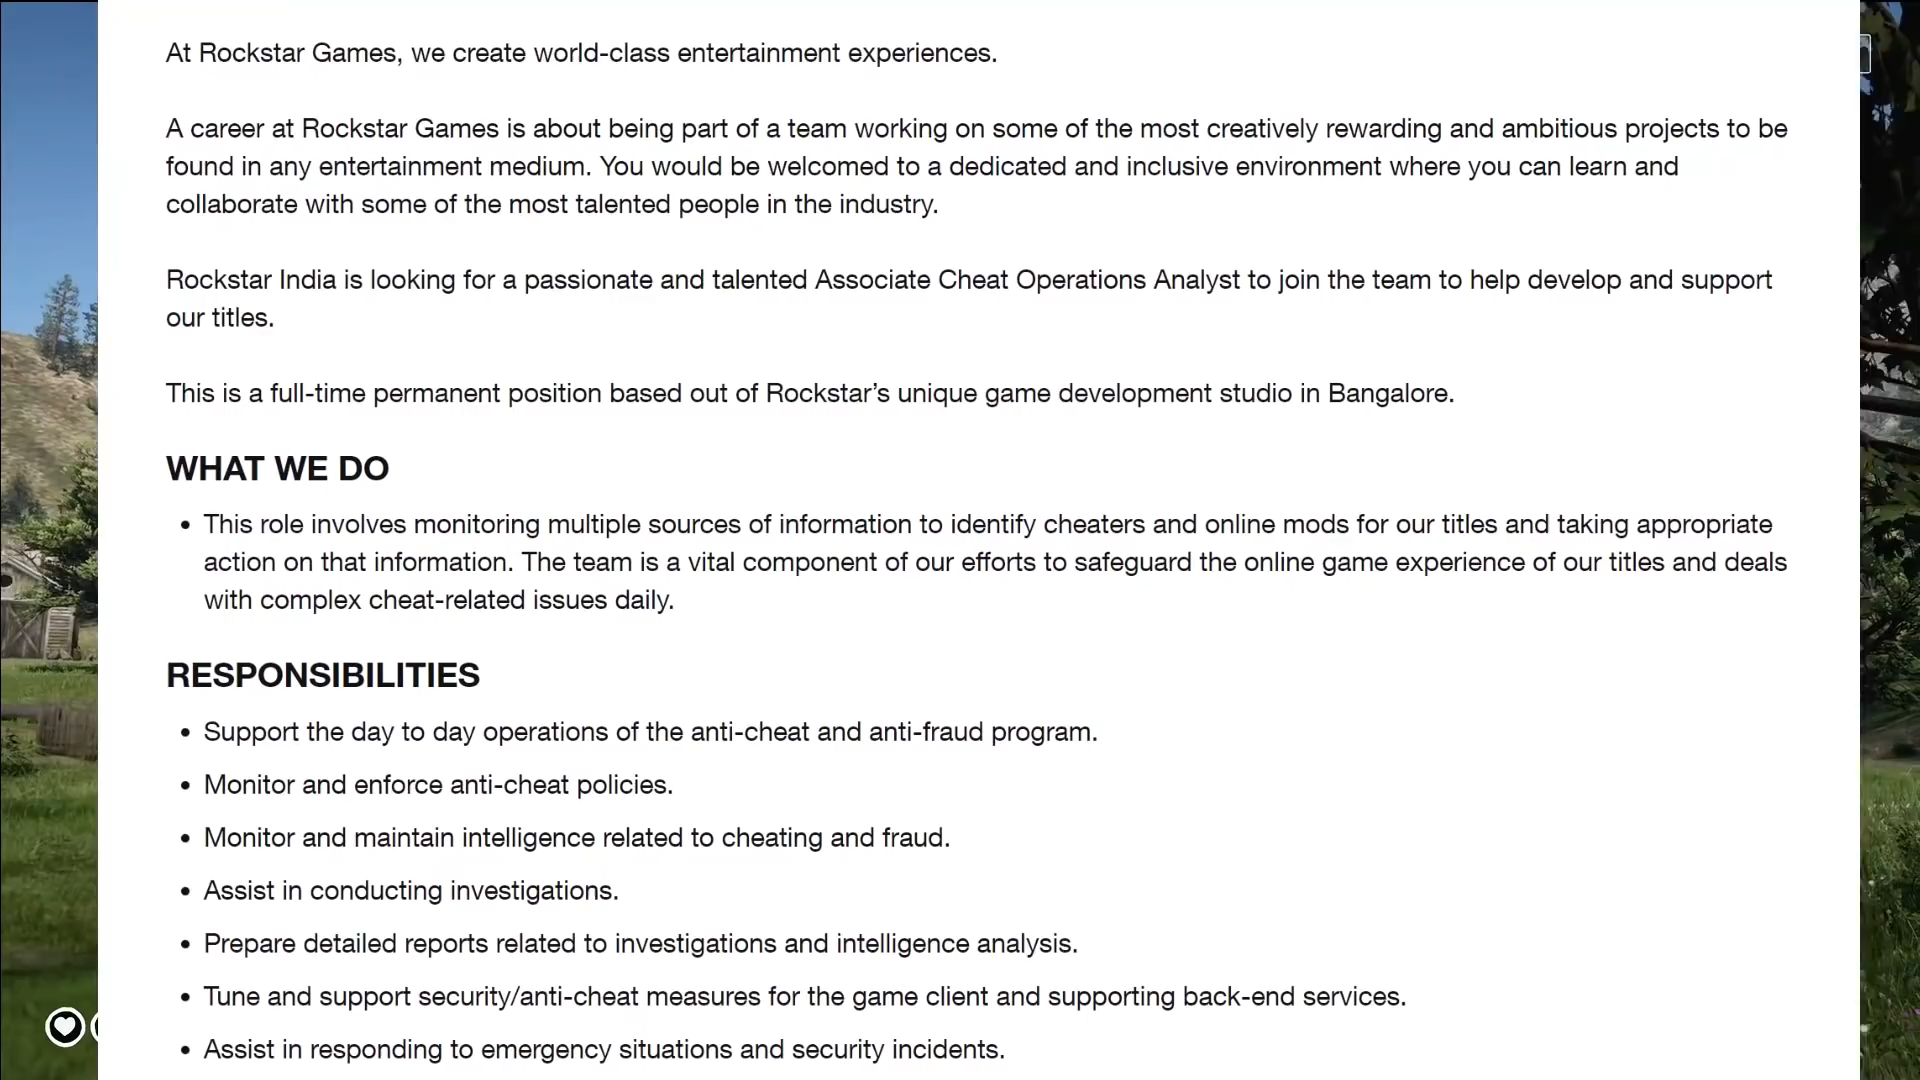 At Rockstar Games, we create world-class entertainment experiences.
A career at Rockstar Games is about being part of a team working on some of the most creatively rewarding and ambitious projects to be
found in any entertainment medium. You would be welcomed to a dedicated and inclusive environment where you can learn and
collaborate with some of the most talented people in the industry.
Rockstar India is looking for a passionate and talented Associate Cheat Operations Analyst to join the team to help develop and support
our titles.
This is a full-time permanent position based out of Rockstar’s unique game development studio in Bangalore.
WHAT WE DO
• This role involves monitoring multiple sources of information to identify cheaters and online mods for our titles and taking appropriate
action on that information. The team is a vital component of our efforts to safeguard the online game experience of our titles and deals
with complex cheat-related issues daily.
RESPONSIBILITIES
• Support the day to day operations of the anti-cheat and anti-fraud program.
• Monitor and enforce anti-cheat policies.
• Monitor and maintain intelligence related to cheating and fraud.
• Assist in conducting investigations.
• Prepare detailed reports related to investigations and intelligence analysis.
• Tune and support security/anti-cheat measures for the game client and supporting back-end services.
• Assist in responding to emergency situations and security incidents.